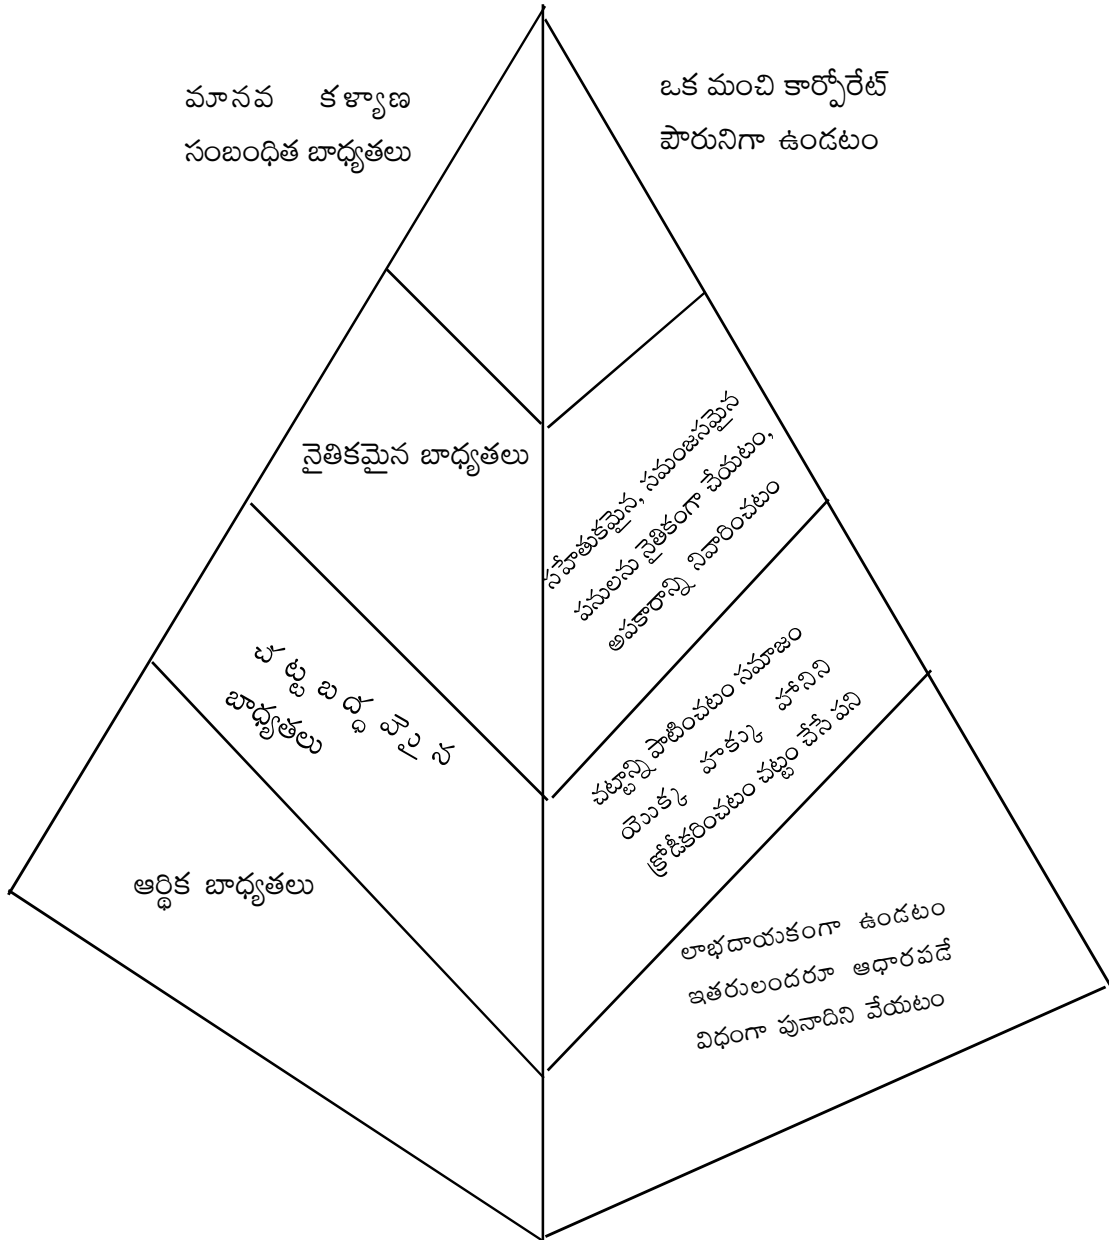 మానవ కళ్యాణ
సంబంధిత బాధ్యతలు
ఒక మంచి కార్పోరేట్
పౌరునిగా ఉండటం
నైతికమైన బాధ్యతలు
సహేతుకమైన, సమంజసమైన
పనులను నైతికంగా చేయటం,
అపకారాన్ని నివారించటం
చట్టబద్ధమైన
బాధ్యతలు
చట్టాన్ని పాటించటం సమాజం
యొక్క హక్కు హానిని
క్రోడీకరించటం చట్టం చేసే పని
ఆర్థిక బాధ్యతలు
లాభదాయకంగా ఉండటం
ఇతరులందరూ ఆధారపడే
విధంగా పునాదిని వేయటం